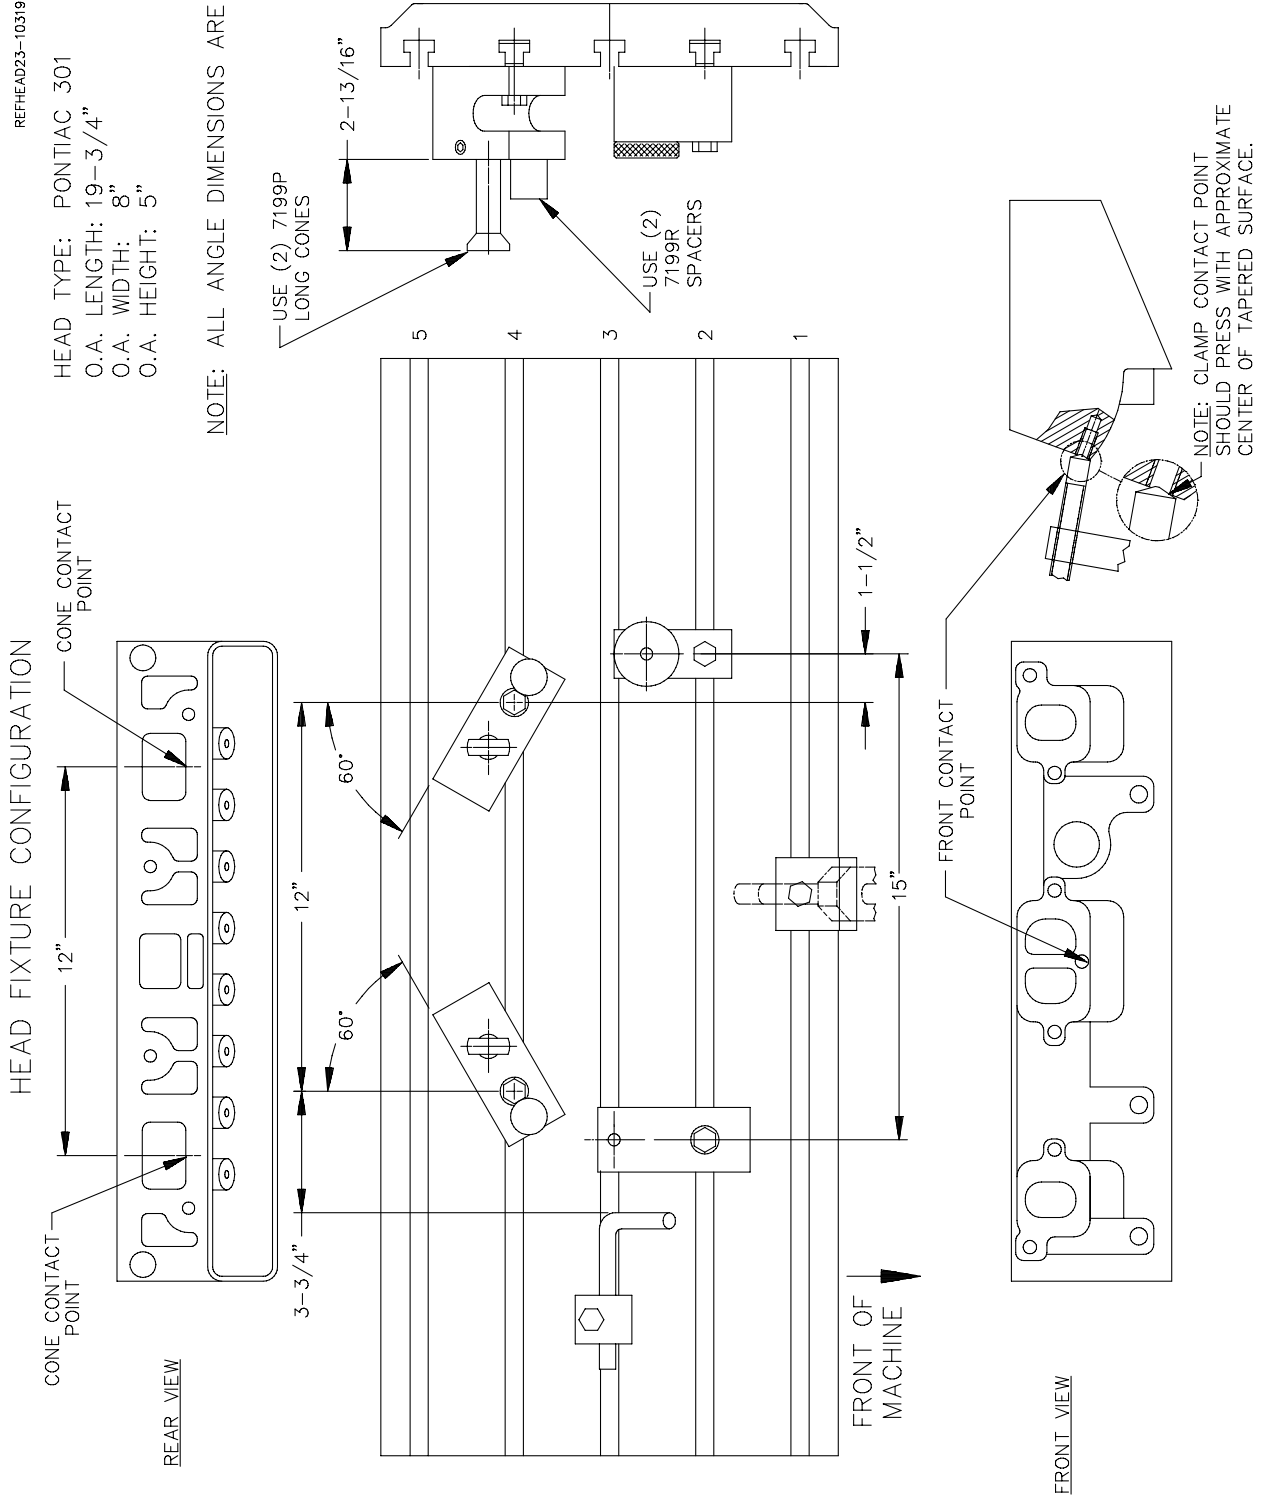 REFHEAD23-10319
HEAD FIXTURE CONFIGURATION
HEAD TYPE: PONTIAC 301
O.A. LENGTH: 19-3/4"
O.A. WIDTH: 8"
O.A. HEIGHT: 5"
NOTE: ALL ANGLE DIMENSIONS ARE
REAR VIEW
CONE CONTACT
POINT
12"
CONE CONTACT
POINT
USE (2) 7199P
LONG CONES
2-13/16"
USE (2)
7199R
SPACERS
3-3/4"
12"
60°
60°
5
4
3
2
1
1-1/2"
15"
FRONT OF
MACHINE
FRONT CONTACT
POINT
FRONT VIEW
NOTE: CLAMP CONTACT POINT
SHOULD PRESS WITH APPROXIMATE
CENTER OF TAPERED SURFACE.